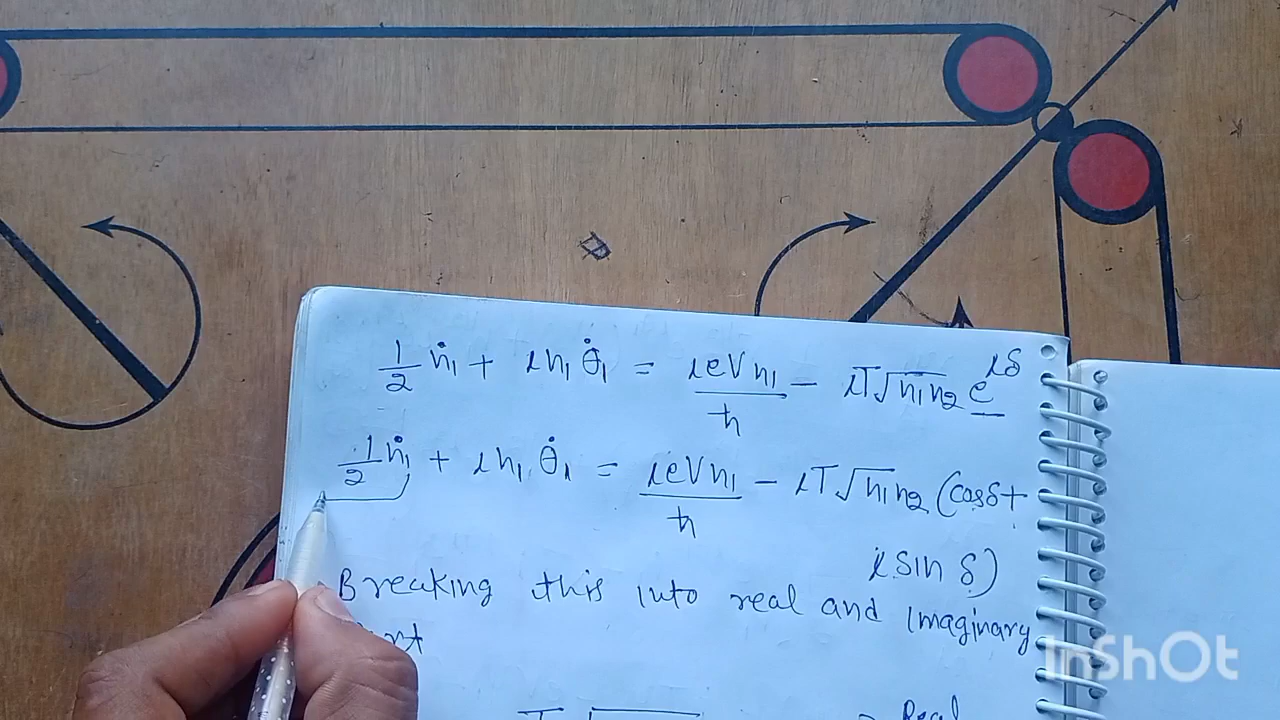 1/2 ṅ₁ + i n₁ θ̇₁ = ieVn₁/ħ − iT√n₁n₂ e^iδ
1/2 ṅ₁ + i n₁ θ̇₁ = ieVn₁/ħ − iT√n₁n₂ (cosδ +
i sin δ)
Breaking this into real and imaginary
Real
InShOt